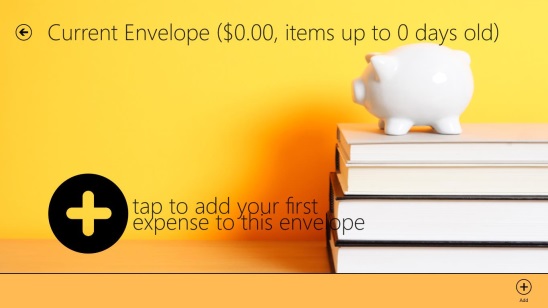 Current Envelope ($0.00, items up to 0 days old)
tap to add your first
expense to this envelope
Add